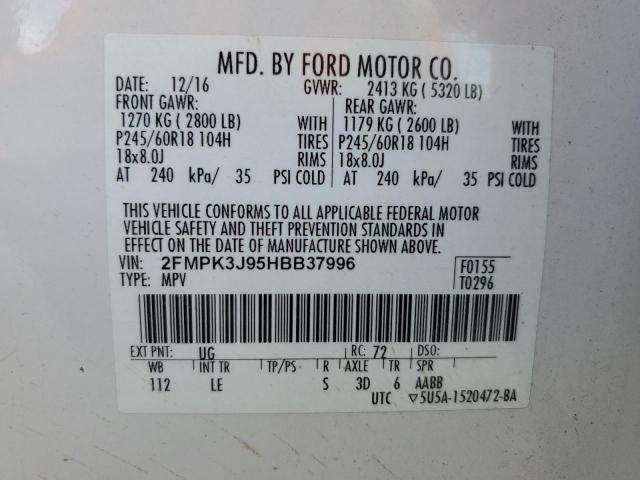 MFD. BY FORD MOTOR CO.
DATE: 12/16 GVWR: 2413 KG ( 5320 LB)
FRONT GAWR: REAR GAWR:
1270 KG ( 2800 LB) WITH 1179 KG ( 2600 LB) WITH
P245/60R18 104H TIRES P245/60R18 104H TIRES
18x8.0J RIMS 18x8.0J RIMS
AT 240 kPa/ 35 PSI COLD AT 240 kPa/ 35 PSI COLD
THIS VEHICLE CONFORMS TO ALL APPLICABLE FEDERAL MOTOR
VEHICLE SAFETY AND THEFT PREVENTION STANDARDS IN
EFFECT ON THE DATE OF MANUFACTURE SHOWN ABOVE.
VIN: 2FMPK3J95HBB37996 F0155
TYPE: MPV T0296
EXT PNT: UG RC: 72 DSO:
WB INT TR TP/PS R AXLE TR SPR
112 LE S 3D 6 AABB
UTC ▽5U5A-1520472-BA